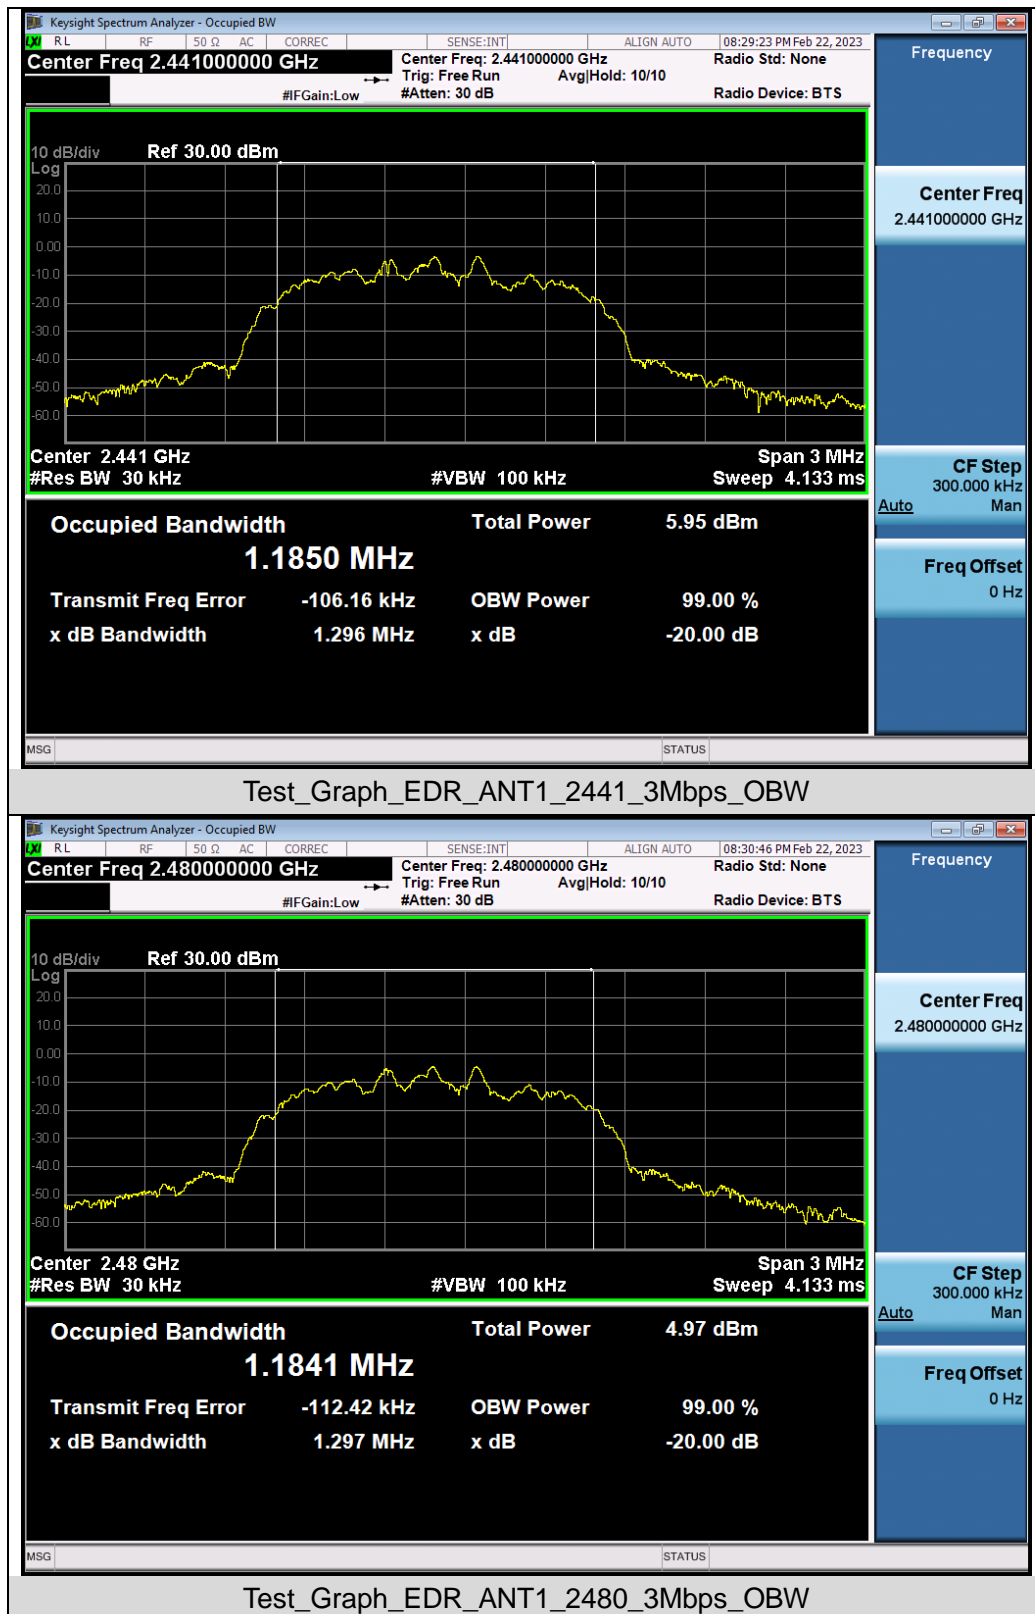 Keysight Spectrum Analyzer - Occupied BW
LXI RL RF 50 Ω AC CORREC SENSE:INT ALIGN AUTO 08:29:23 PM Feb 22, 2023
Center Freq 2.441000000 GHz
Center Freq: 2.441000000 GHz
Radio Std: None
Trig: Free Run Avg|Hold: 10/10
#IFGain:Low #Atten: 30 dB Radio Device: BTS
10 dB/div Ref 30.00 dBm
Log
20.0
10.0
0.00
-10.0
-20.0
-30.0
-40.0
-50.0
-60.0
Center 2.441 GHz Span 3 MHz
#Res BW 30 kHz #VBW 100 kHz Sweep 4.133 ms
Occupied Bandwidth Total Power 5.95 dBm
1.1850 MHz
Transmit Freq Error -106.16 kHz OBW Power 99.00 %
x dB Bandwidth 1.296 MHz x dB -20.00 dB
MSG STATUS
Frequency
Center Freq
2.441000000 GHz
CF Step
300.000 kHz
Auto Man
Freq Offset
0 Hz
Test_Graph_EDR_ANT1_2441_3Mbps_OBW
Keysight Spectrum Analyzer - Occupied BW
LXI RL RF 50 Ω AC CORREC SENSE:INT ALIGN AUTO 08:30:46 PM Feb 22, 2023
Center Freq 2.480000000 GHz
Center Freq: 2.480000000 GHz
Radio Std: None
Trig: Free Run Avg|Hold: 10/10
#IFGain:Low #Atten: 30 dB Radio Device: BTS
10 dB/div Ref 30.00 dBm
Log
20.0
10.0
0.00
-10.0
-20.0
-30.0
-40.0
-50.0
-60.0
Center 2.48 GHz Span 3 MHz
#Res BW 30 kHz #VBW 100 kHz Sweep 4.133 ms
Occupied Bandwidth Total Power 4.97 dBm
1.1841 MHz
Transmit Freq Error -112.42 kHz OBW Power 99.00 %
x dB Bandwidth 1.297 MHz x dB -20.00 dB
MSG STATUS
Frequency
Center Freq
2.480000000 GHz
CF Step
300.000 kHz
Auto Man
Freq Offset
0 Hz
Test_Graph_EDR_ANT1_2480_3Mbps_OBW